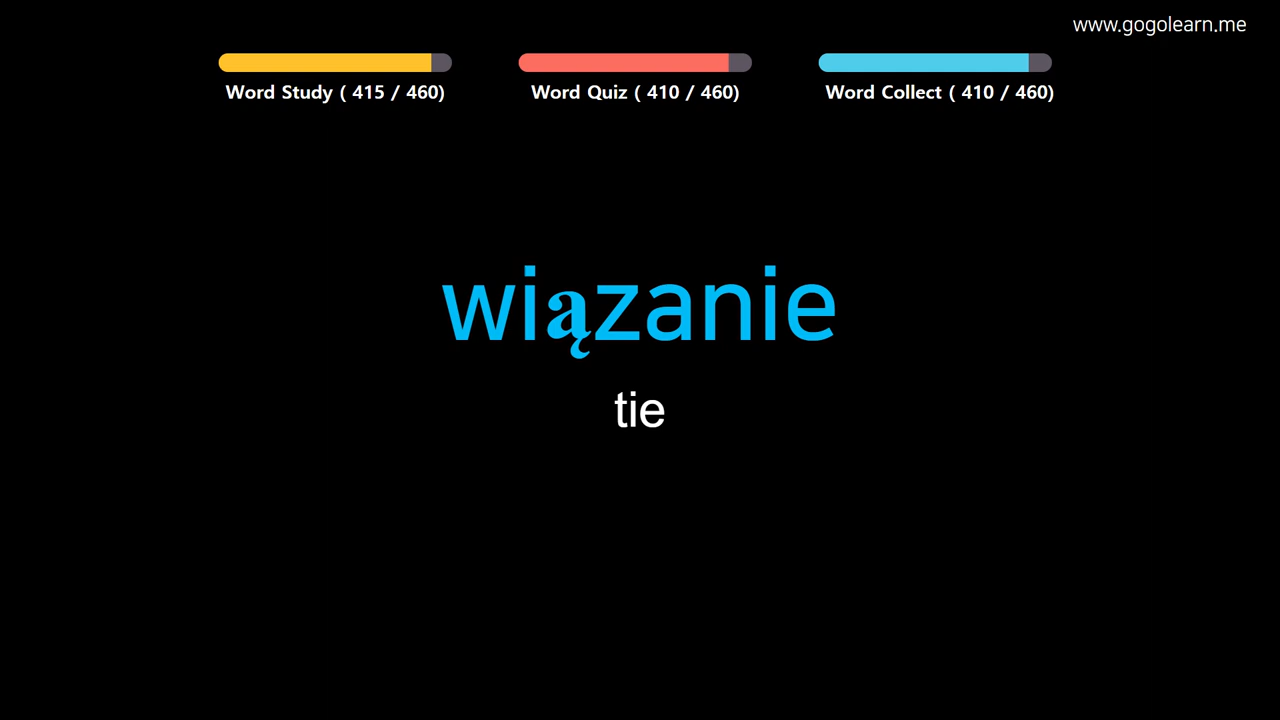 www.gogolearn.me
Word Study ( 415 / 460)
Word Quiz ( 410 / 460)
Word Collect ( 410 / 460)
wiązanie
tie